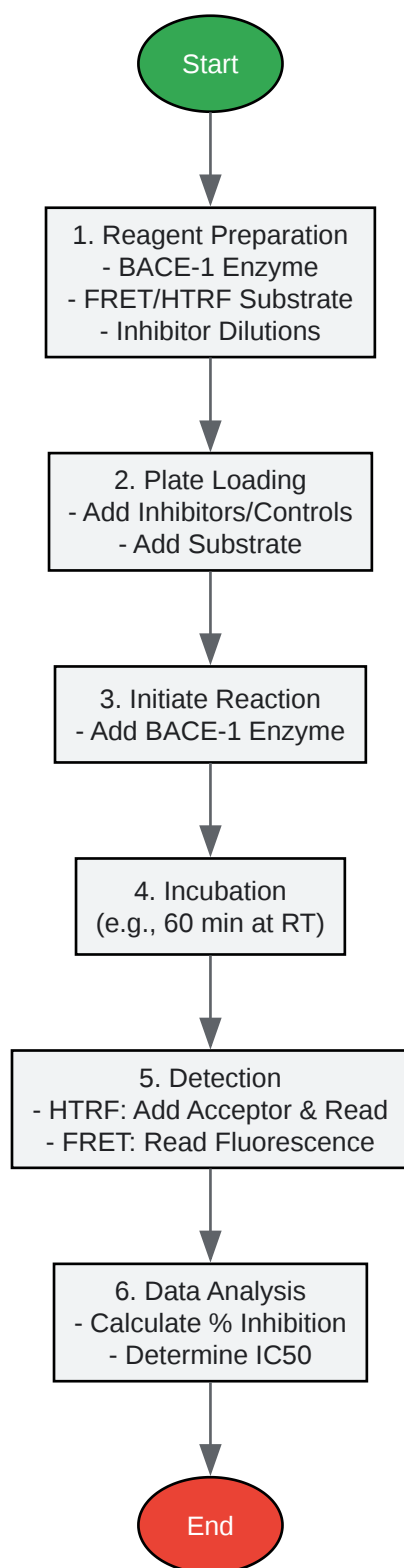 Start
1. Reagent Preparation
- BACE-1 Enzyme
- FRET/HTRF Substrate
- Inhibitor Dilutions
2. Plate Loading
- Add Inhibitors/Controls
- Add Substrate
3. Initiate Reaction
- Add BACE-1 Enzyme
4. Incubation
(e.g., 60 min at RT)
5. Detection
- HTRF: Add Acceptor & Read
- FRET: Read Fluorescence
6. Data Analysis
- Calculate % Inhibition
- Determine IC50
End